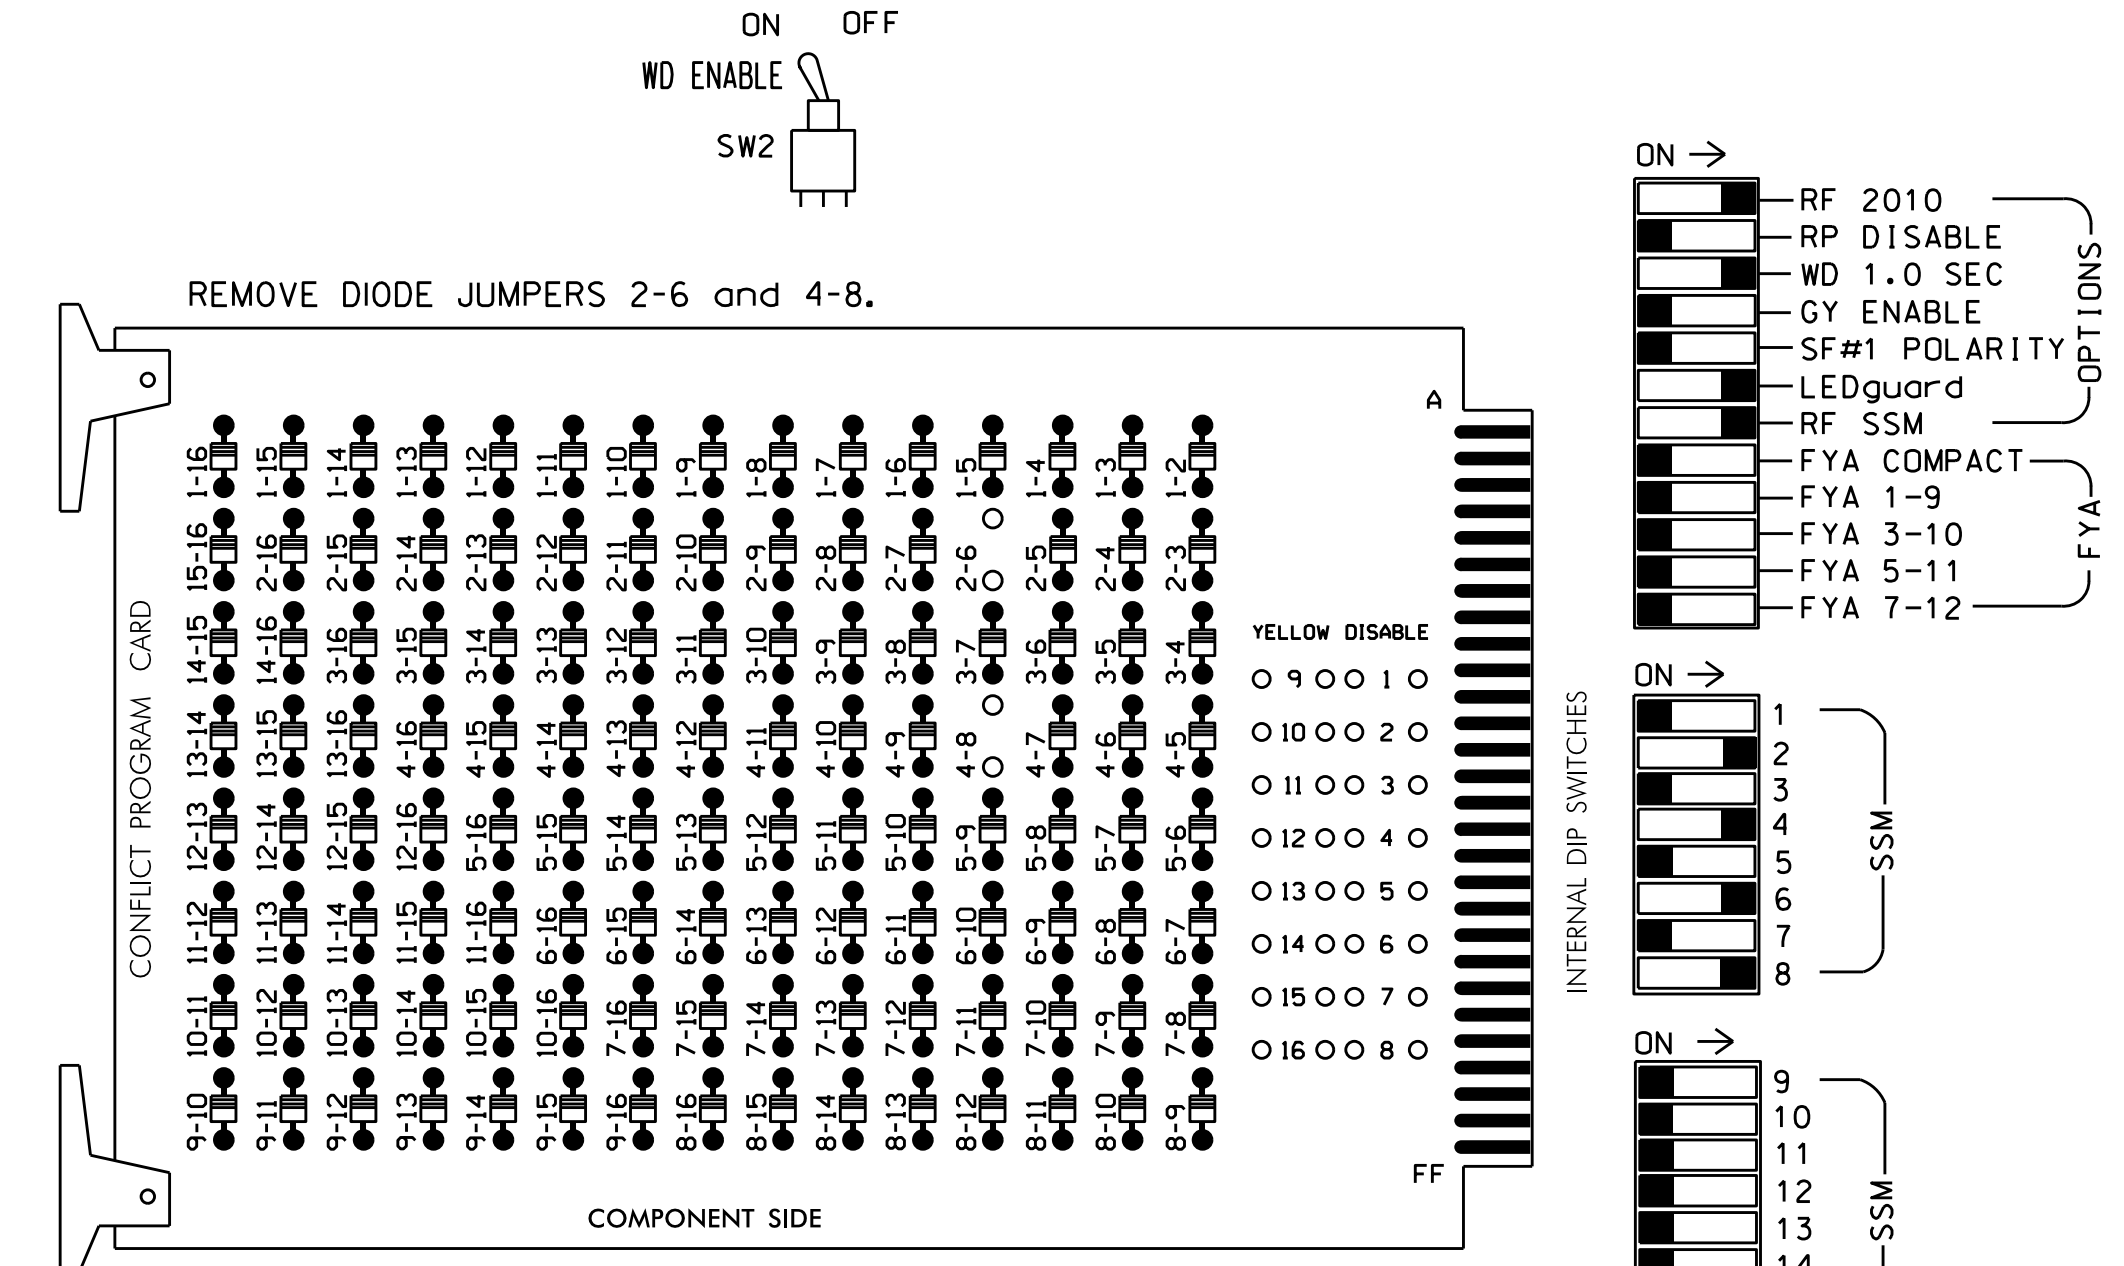 ON OFF
WD ENABLE
SW2
REMOVE DIODE JUMPERS 2-6 and 4-8.
CONFLICT PROGRAM CARD
1-16 1-15 1-14 1-13 1-12 1-11 1-10 1-9 1-8 1-7 1-6 1-5 1-4 1-3 1-2
15-16 2-16 2-15 2-14 2-13 2-12 2-11 2-10 2-9 2-8 2-7 2-6 2-5 2-4 2-3
14-15 14-16 3-16 3-15 3-14 3-13 3-12 3-11 3-10 3-9 3-8 3-7 3-6 3-5 3-4
13-14 13-15 13-16 4-16 4-15 4-14 4-13 4-12 4-11 4-10 4-9 4-8 4-7 4-6 4-5
12-13 12-14 12-15 12-16 5-16 5-15 5-14 5-13 5-12 5-11 5-10 5-9 5-8 5-7 5-6
11-12 11-13 11-14 11-15 11-16 6-16 6-15 6-14 6-13 6-12 6-11 6-10 6-9 6-8 6-7
10-11 10-12 10-13 10-14 10-15 10-16 7-16 7-15 7-14 7-13 7-12 7-11 7-10 7-9 7-8
9-10 9-11 9-12 9-13 9-14 9-15 9-16 8-16 8-15 8-14 8-13 8-12 8-11 8-10 8-9
COMPONENT SIDE
A
YELLOW DISABLE
9 1
10 2
11 3
12 4
13 5
14 6
15 7
16 8
FF
INTERNAL DIP SWITCHES
ON
RF 2010
RP DISABLE
WD 1.0 SEC
GY ENABLE
SF#1 POLARITY
LEDguard
RF SSM
OPTIONS
FYA COMPACT
FYA 1-9
FYA 3-10
FYA 5-11
FYA 7-12
FYA
ON
1
2
3
4
5
6
7
8
SSM
ON
9
10
11
12
13
14
SSM